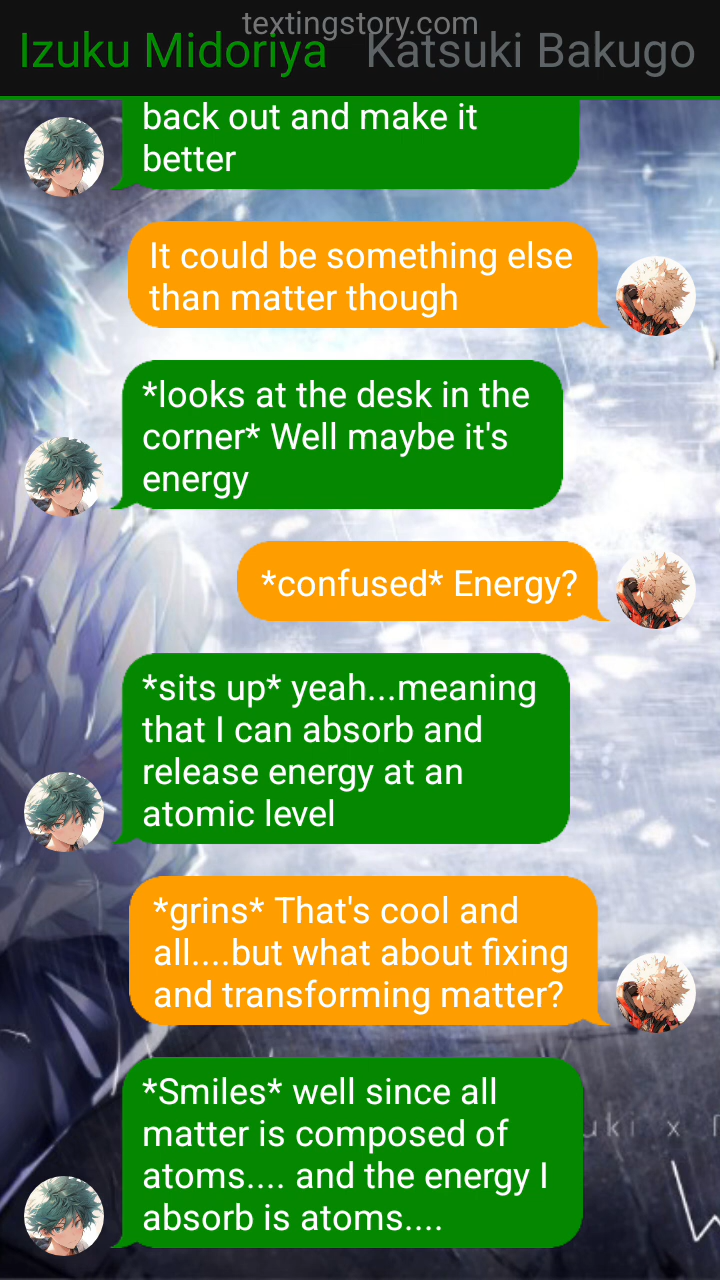 textingstory.com
Izuku Midoriya Katsuki Bakugo
back out and make it
better
It could be something else
than matter though
*looks at the desk in the
corner* Well maybe it's
energy
*confused* Energy?
*sits up* yeah...meaning
that I can absorb and
release energy at an
atomic level
*grins* That's cool and
all....but what about fixing
and transforming matter?
*Smiles* well since all
matter is composed of
atoms.... and the energy I
absorb is atoms....
x